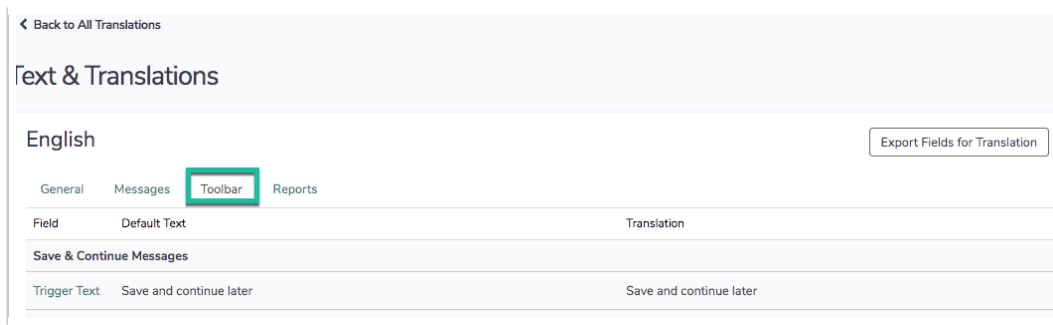 Back to All Translations
Text & Translations
English
Export Fields for Translation
General Messages Toolbar Reports
Field Default Text Translation
Save & Continue Messages
Trigger Text Save and continue later Save and continue later